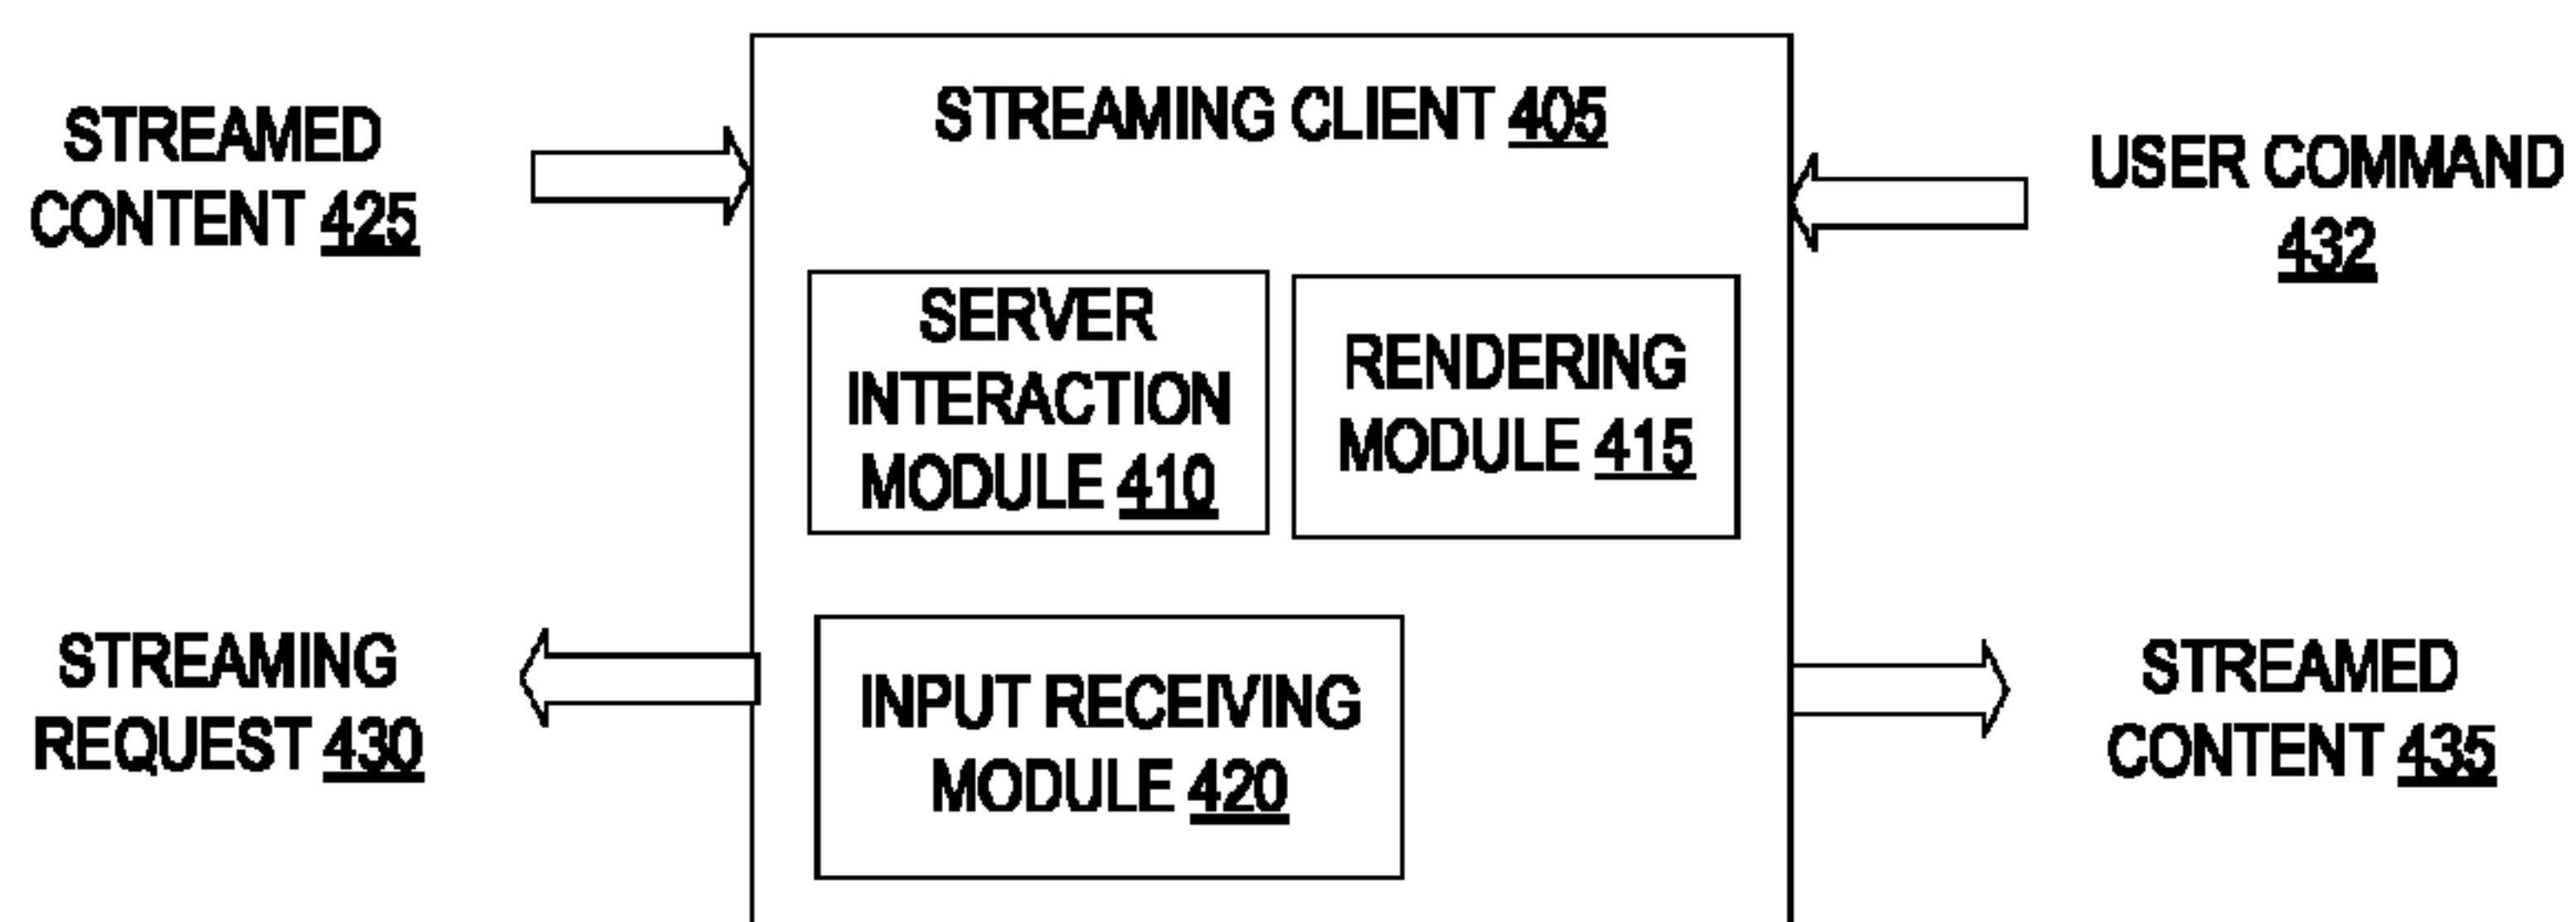 STREAMED
CONTENT 425
STREAMING CLIENT 405
USER COMMAND
432
SERVER
INTERACTION
MODULE 410
RENDERING
MODULE 415
STREAMING
REQUEST 430
INPUT RECEIVING
MODULE 420
STREAMED
CONTENT 435